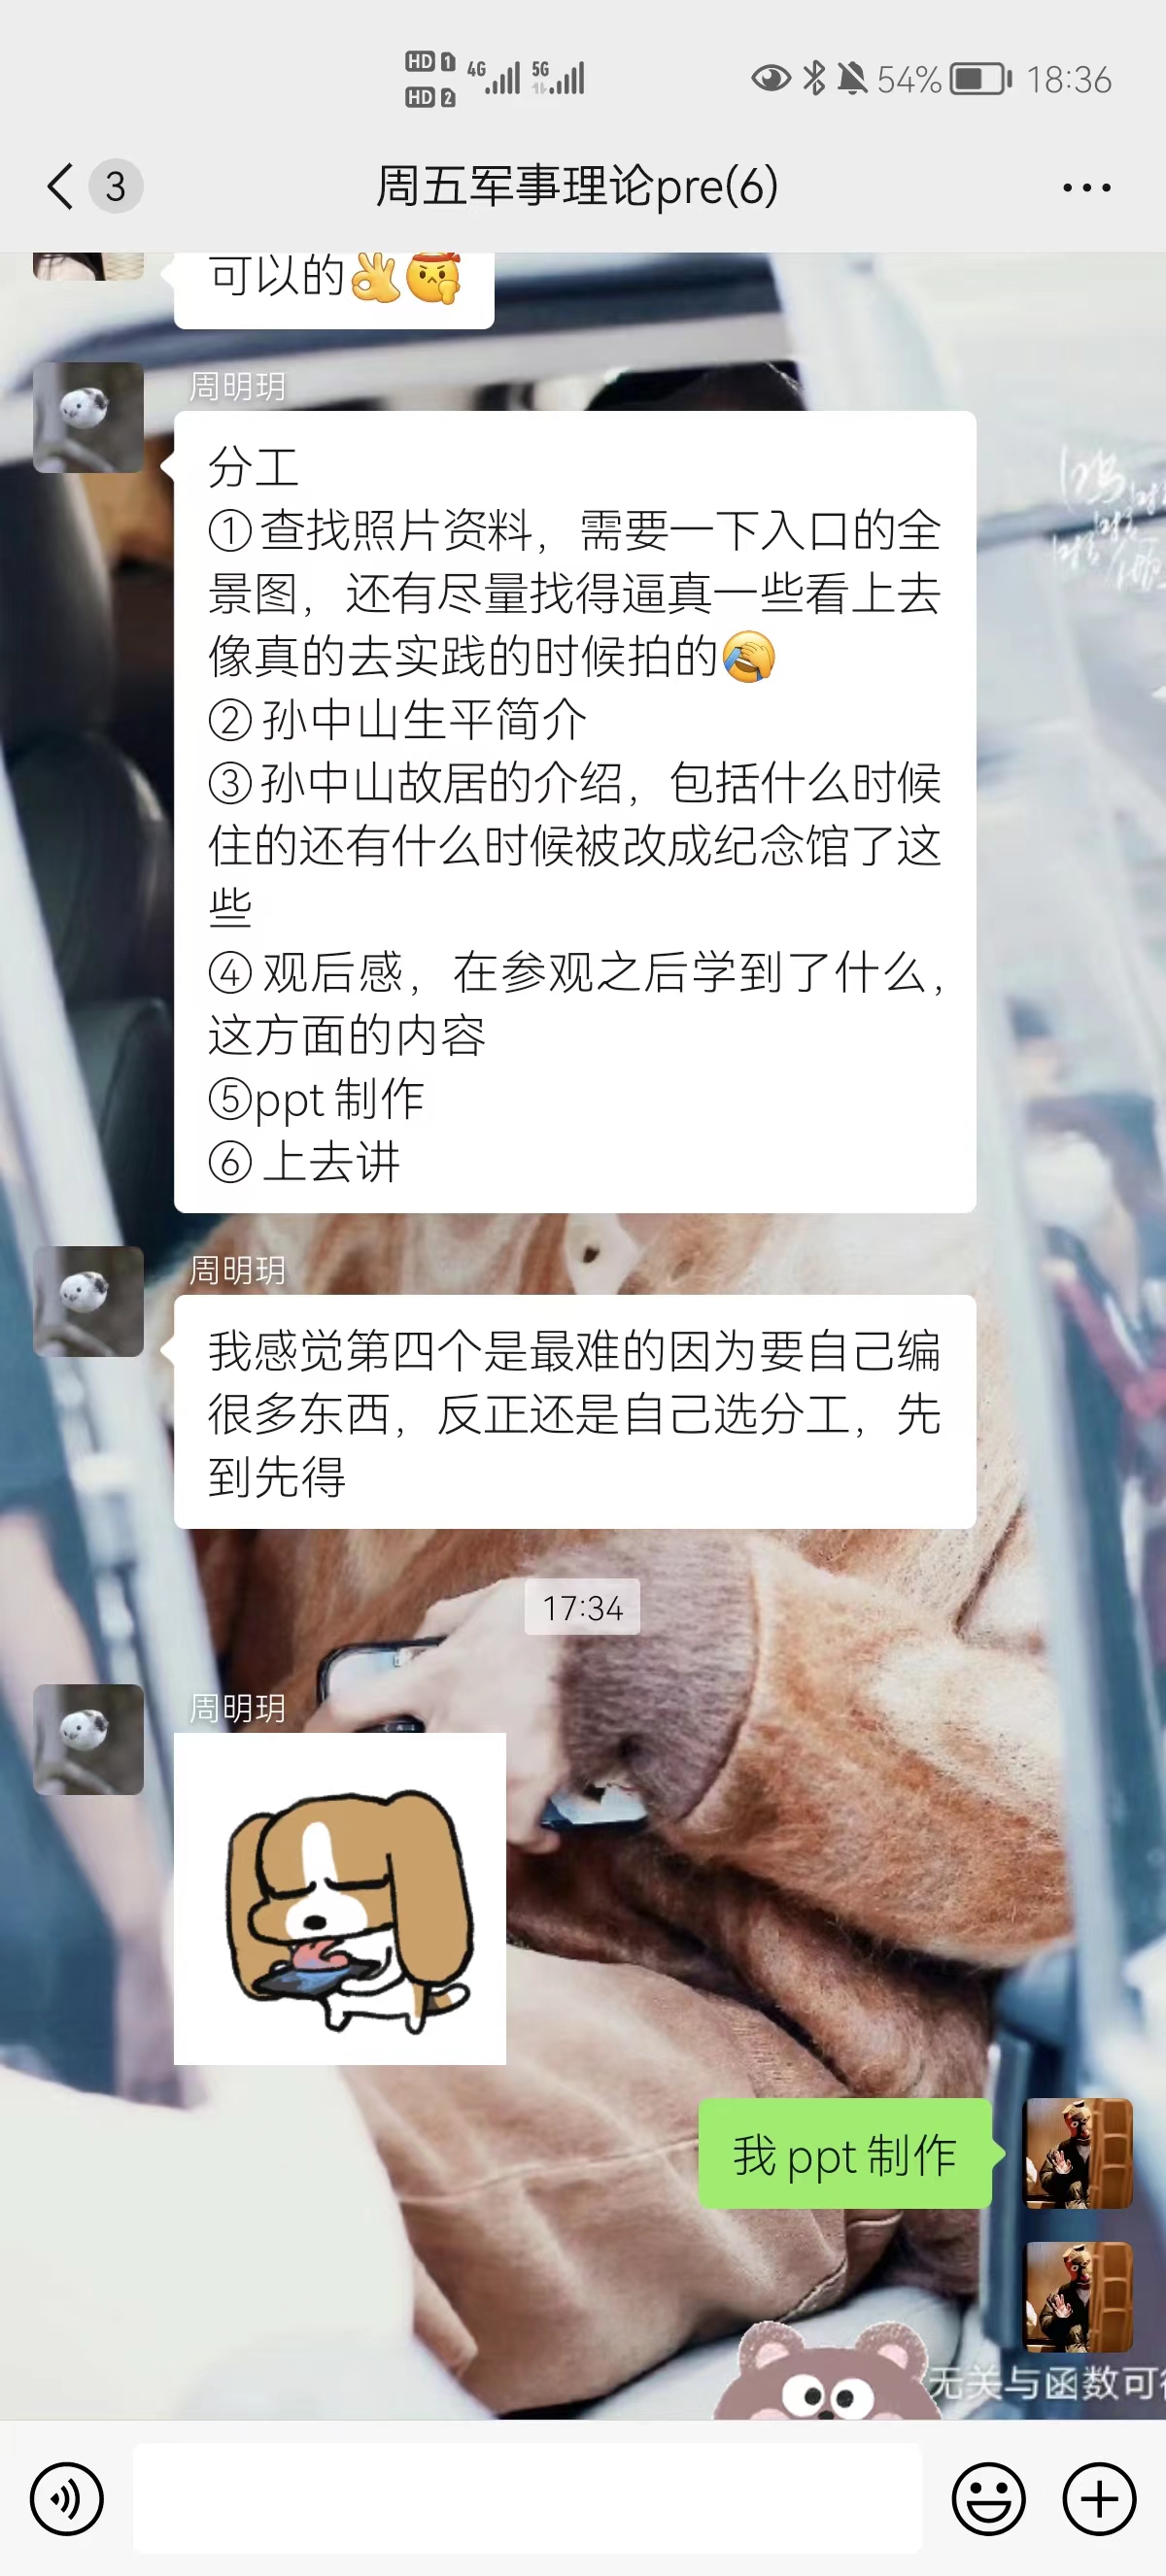 HD 1 4G 5G 54% 18:36
HD 2
3 周五军事理论pre(6)
可以的
周明玥
分工
①查找照片资料，需要一下入口的全
景图，还有尽量找得逼真一些看上去
像真的去实践的时候拍的
②孙中山生平简介
③孙中山故居的介绍，包括什么时候
住的还有什么时候被改成纪念馆了这
些
④观后感，在参观之后学到了什么，
这方面的内容
⑤ppt制作
⑥上去讲
周明玥
我感觉第四个是最难的因为要自己编
很多东西，反正还是自己选分工，先
到先得
17:34
周明玥
我ppt制作
无关与函数可